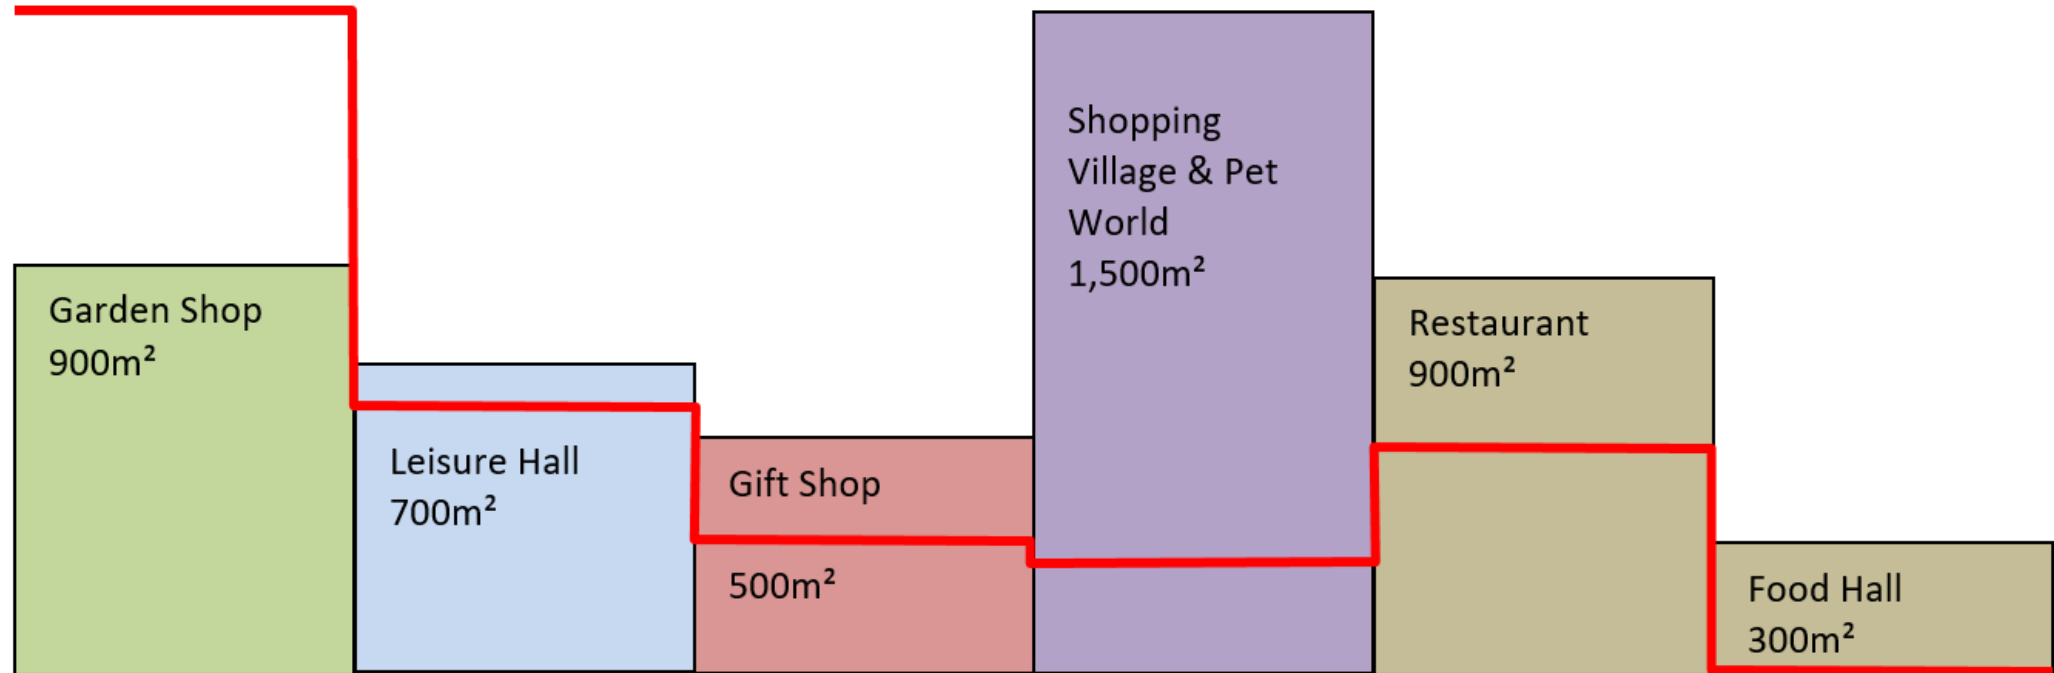 Garden Shop
900m²
Leisure Hall
700m²
Gift Shop
500m²
Shopping
Village & Pet
World
1,500m²
Restaurant
900m²
Food Hall
300m²